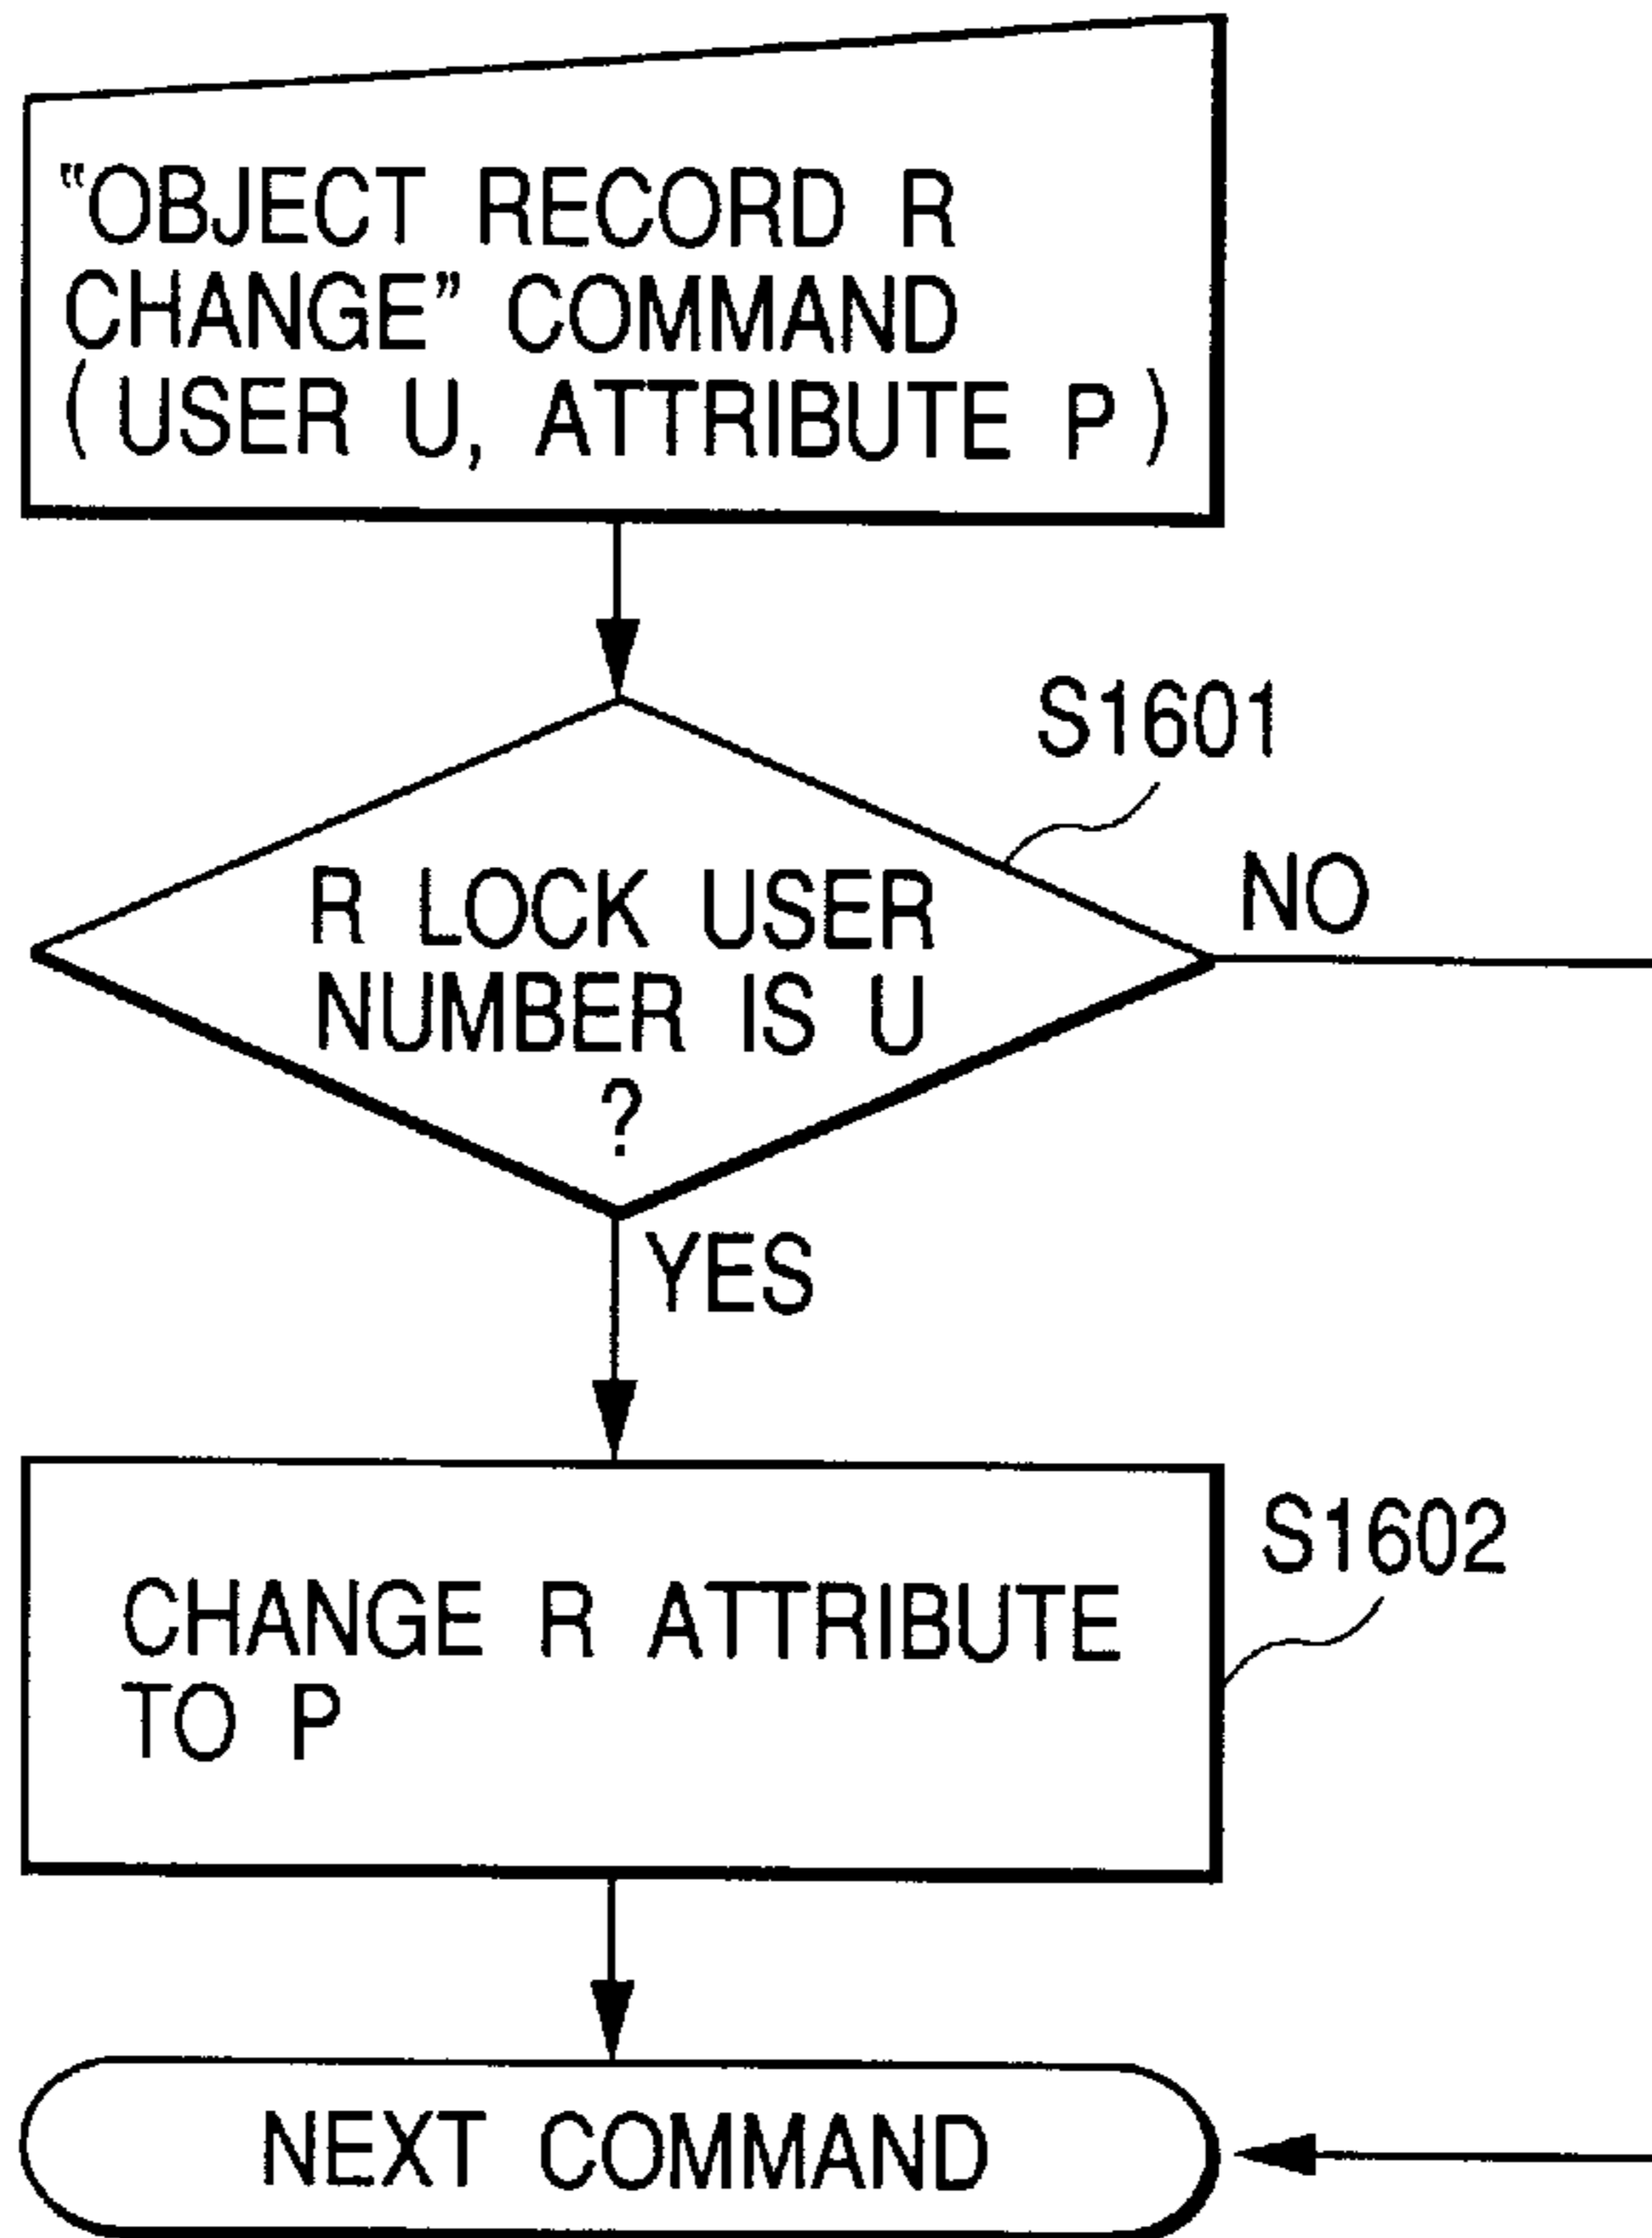 "OBJECT RECORD R
CHANGE" COMMAND
(USER U, ATTRIBUTE P)
S1601
R LOCK USER
NUMBER IS U
?
NO
YES
S1602
CHANGE R ATTRIBUTE
TO P
NEXT COMMAND